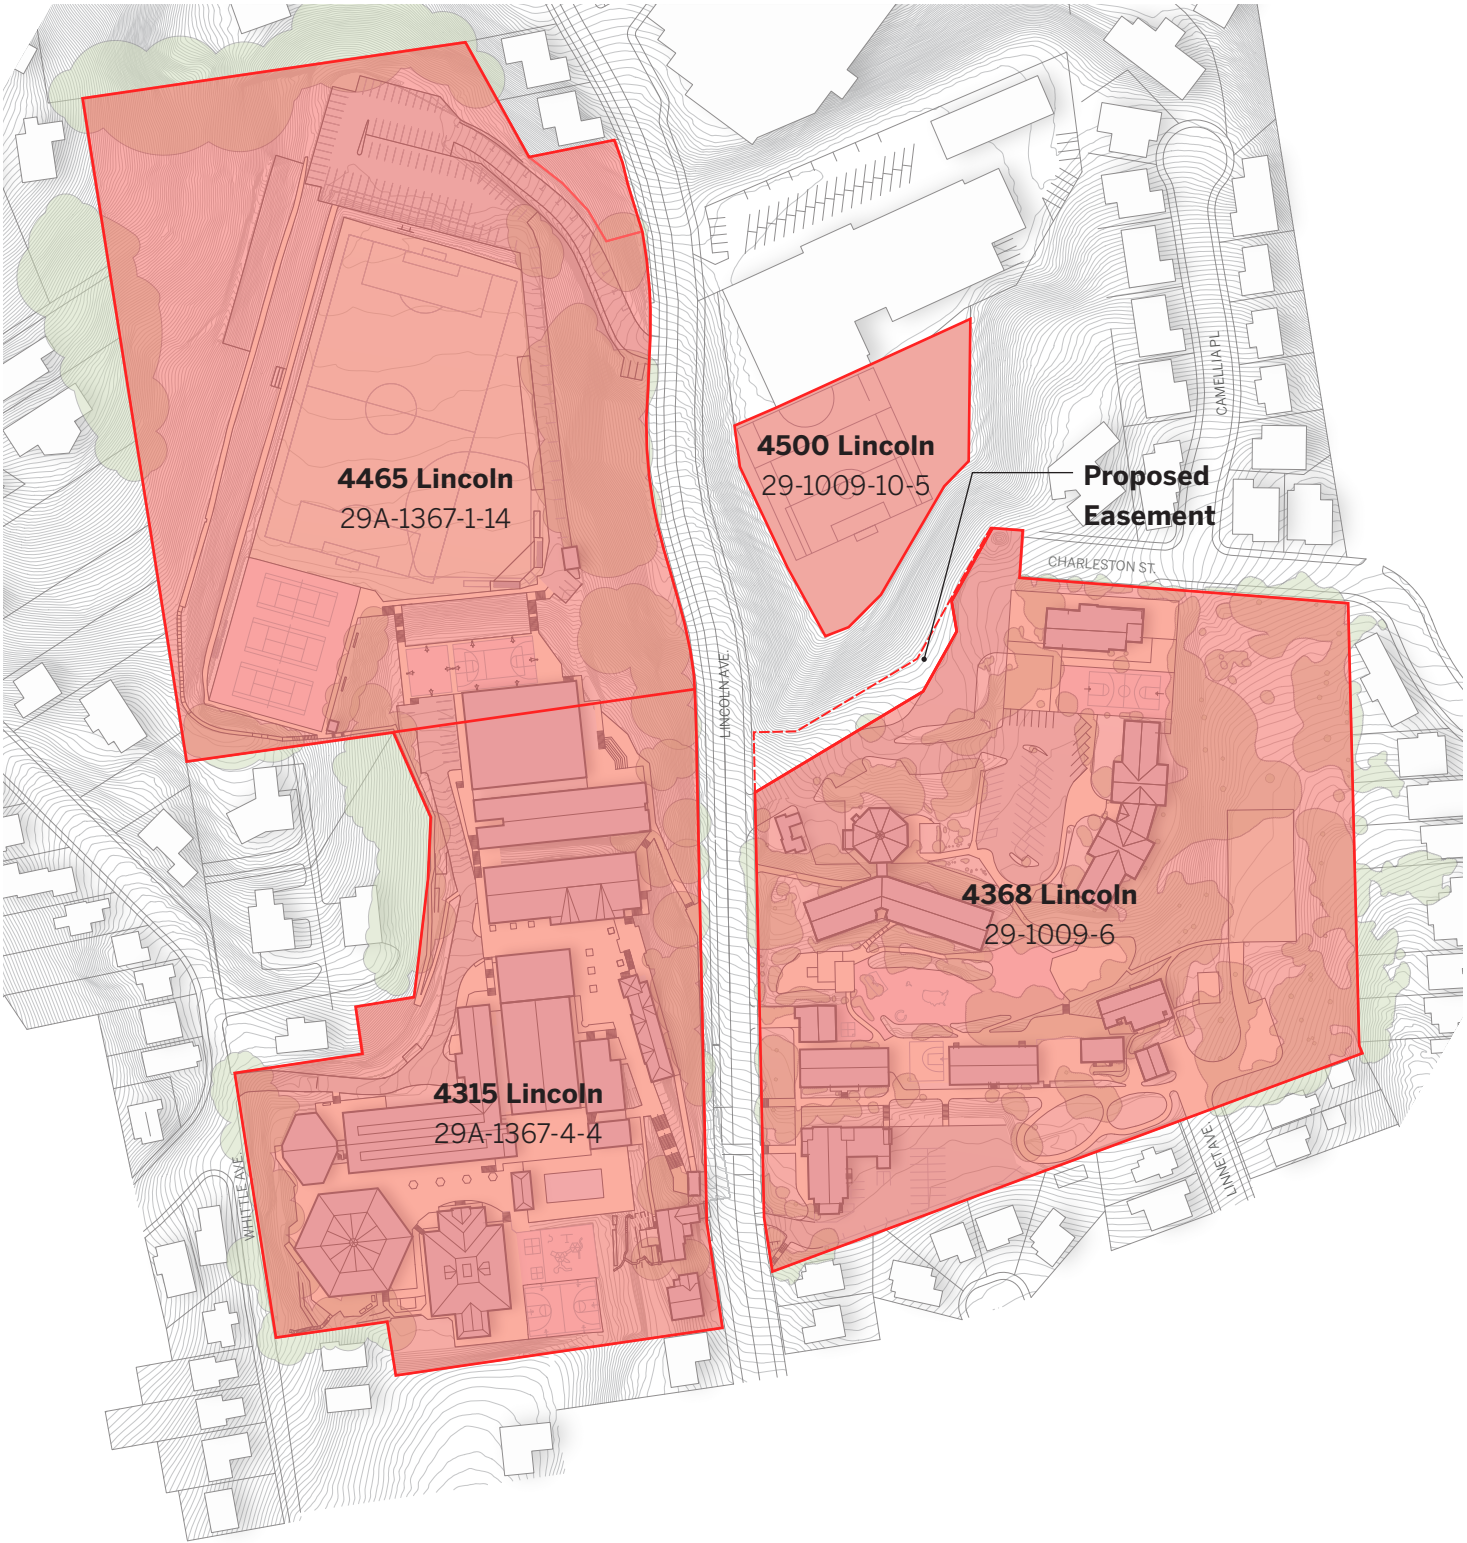 CAMELLIA PL
4500 Lincoln
29-1009-10-5
4465 Lincoln
29A-1367-1-14
Proposed
Easement
CHARLESTON ST.
LINCOLN AVE.
4368 Lincoln
29-1009-6
4315 Lincoln
29A-1367-4-4
WHITTLE AVE.
LINNET AVE.